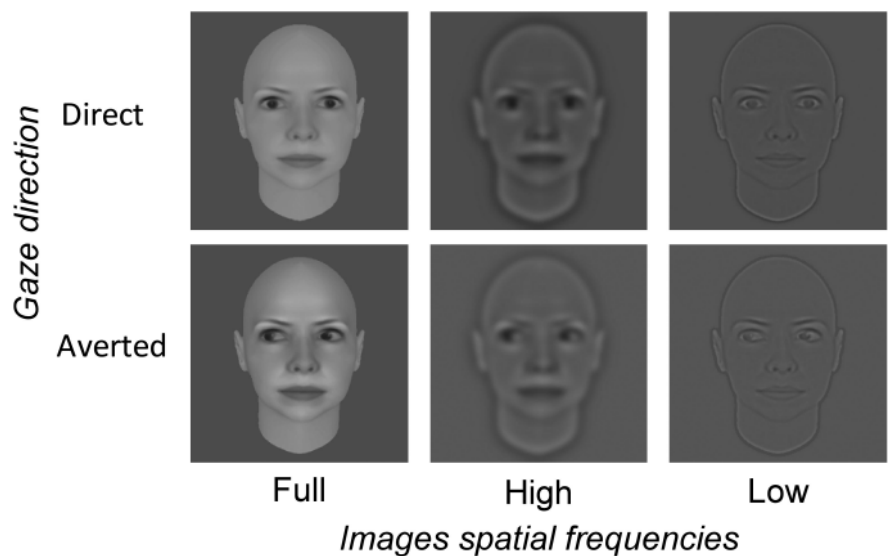 Gaze direction
Direct
Averted
Full
High
Low
Images spatial frequencies